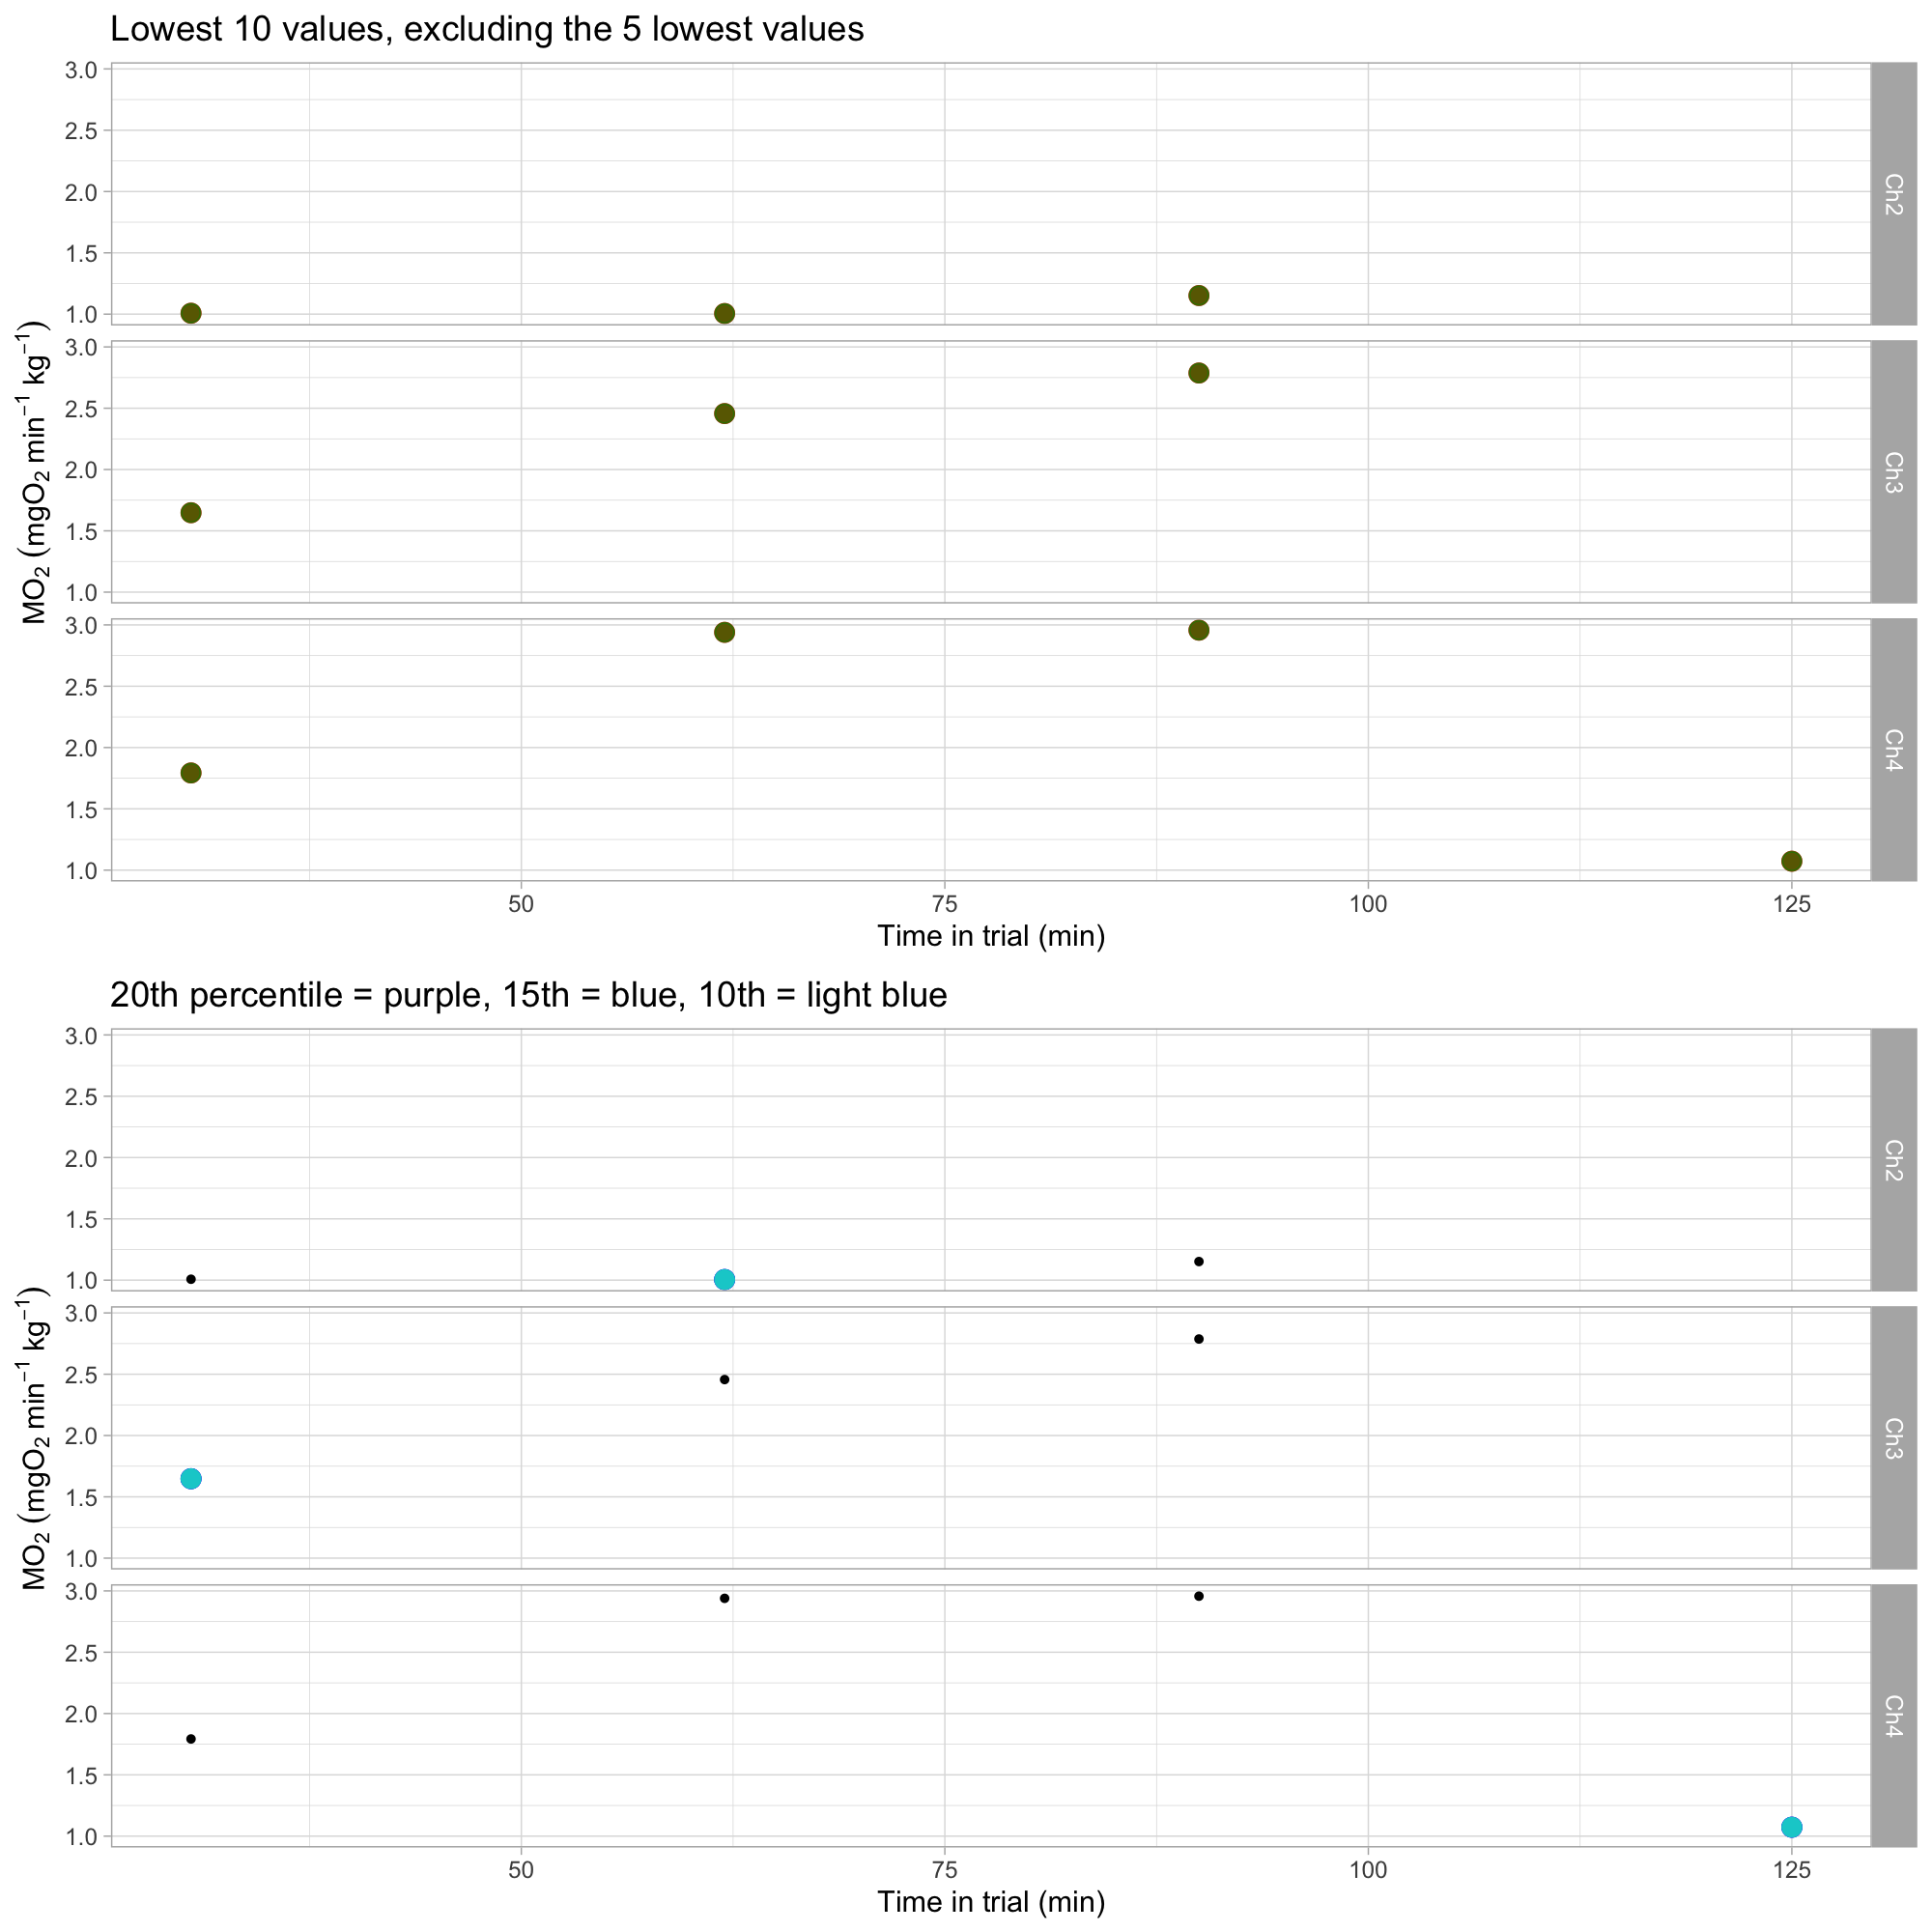 Lowest 10 values, excluding the 5 lowest values
3.0
2.5
2.0
1.5
1.0
Ch2
3.0
2.5
2.0
1.5
1.0
Ch3
3.0
2.5
2.0
1.5
1.0
Ch4
MO₂ (mgO₂ min⁻¹ kg⁻¹)
50 75 100 125
Time in trial (min)
20th percentile = purple, 15th = blue, 10th = light blue
3.0
2.5
2.0
1.5
1.0
Ch2
3.0
2.5
2.0
1.5
1.0
Ch3
3.0
2.5
2.0
1.5
1.0
Ch4
MO₂ (mgO₂ min⁻¹ kg⁻¹)
50 75 100 125
Time in trial (min)